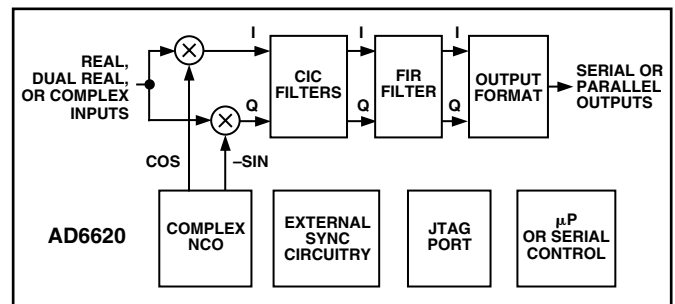 REAL,
DUAL REAL,
OR COMPLEX
INPUTS
I
Q
COS
–SIN
CIC
FILTERS
I
Q
FIR
FILTER
I
Q
OUTPUT
FORMAT
SERIAL OR
PARALLEL
OUTPUTS
AD6620
COMPLEX
NCO
EXTERNAL
SYNC
CIRCUITRY
JTAG
PORT
µP
OR SERIAL
CONTROL